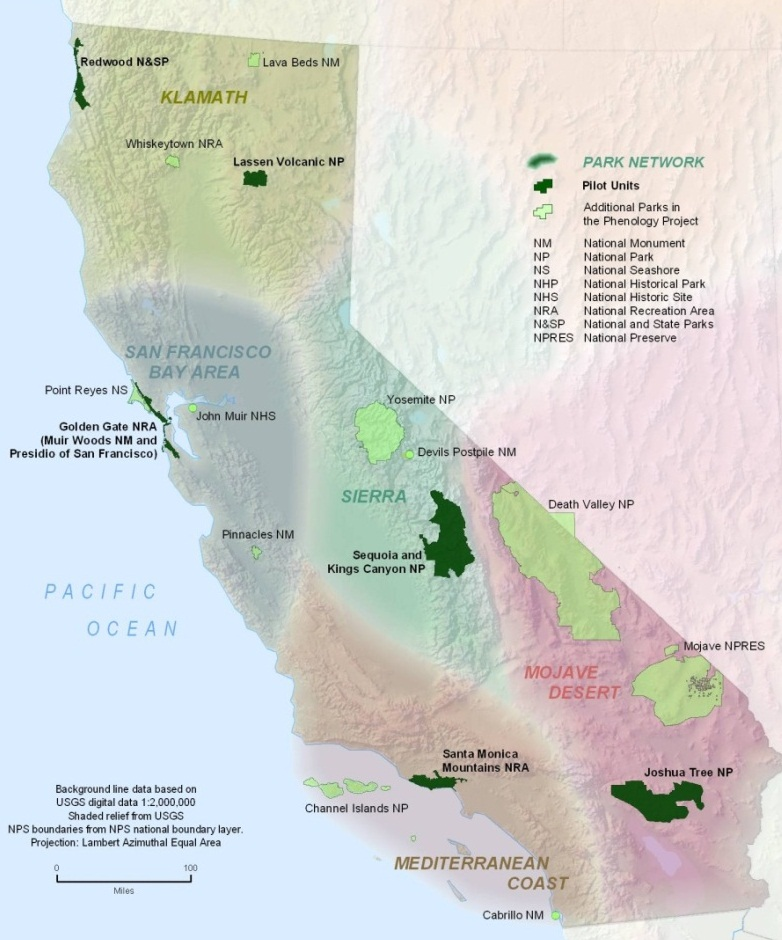 Redwood N&SP
Lava Beds NM
KLAMATH
Whiskeytown NRA
Lassen Volcanic NP
PARK NETWORK
Pilot Units
Additional Parks in
the Phenology Project
NM National Monument
NP National Park
NS National Seashore
NHP National Historical Park
NHS National Historic Site
NRA National Recreation Area
N&SP National and State Parks
NPRES National Preserve
SAN FRANCISCO
BAY AREA
Point Reyes NS
John Muir NHS
Golden Gate NRA
(Muir Woods NM and
Presidio of San Francisco)
Yosemite NP
Devils Postpile NM
SIERRA
Death Valley NP
Pinnacles NM
Sequoia and
Kings Canyon NP
PACIFIC
OCEAN
Mojave NPRES
MOJAVE
DESERT
Santa Monica
Mountains NRA
Joshua Tree NP
Channel Islands NP
Background line data based on
USGS digital data 1:2,000,000
Shaded relief from USGS
NPS boundaries from NPS national boundary layer.
Projection: Lambert Azimuthal Equal Area
0 100
Miles
MEDITERRANEAN
COAST
Cabrillo NM